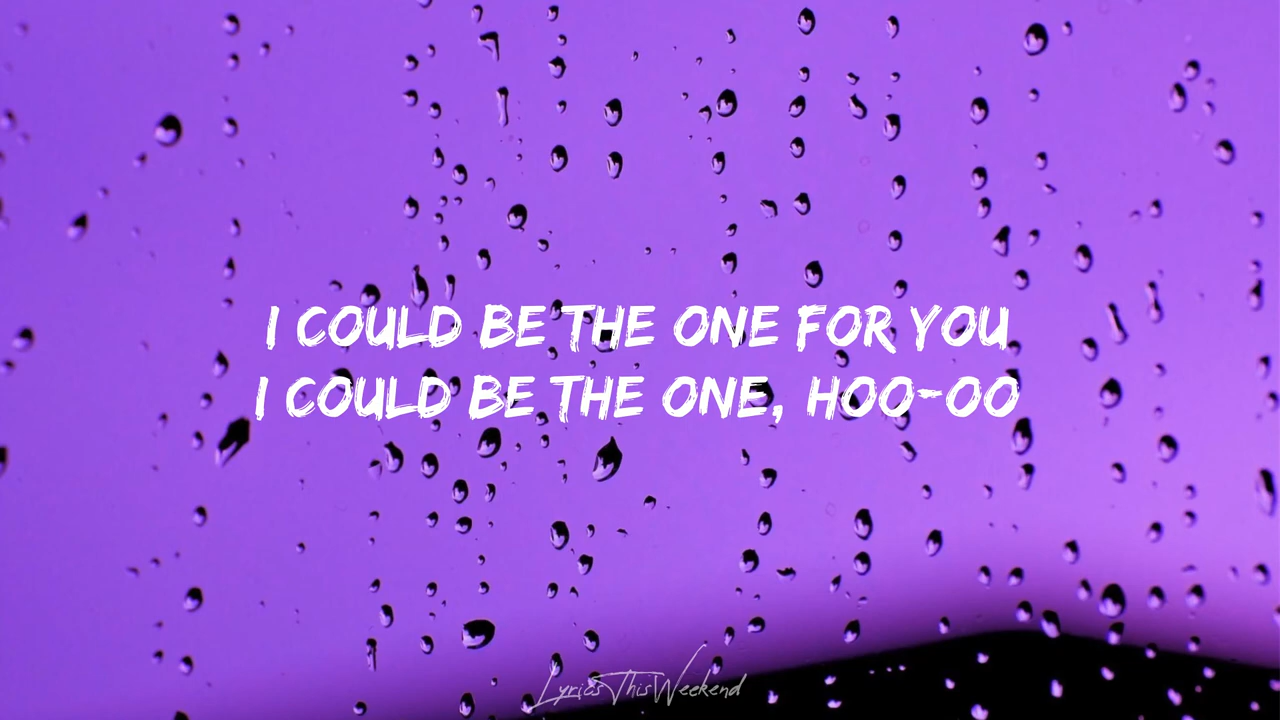 I COULD BE THE ONE FOR YOU
I COULD BE THE ONE, HOO-OO
LyricsThisWeekend